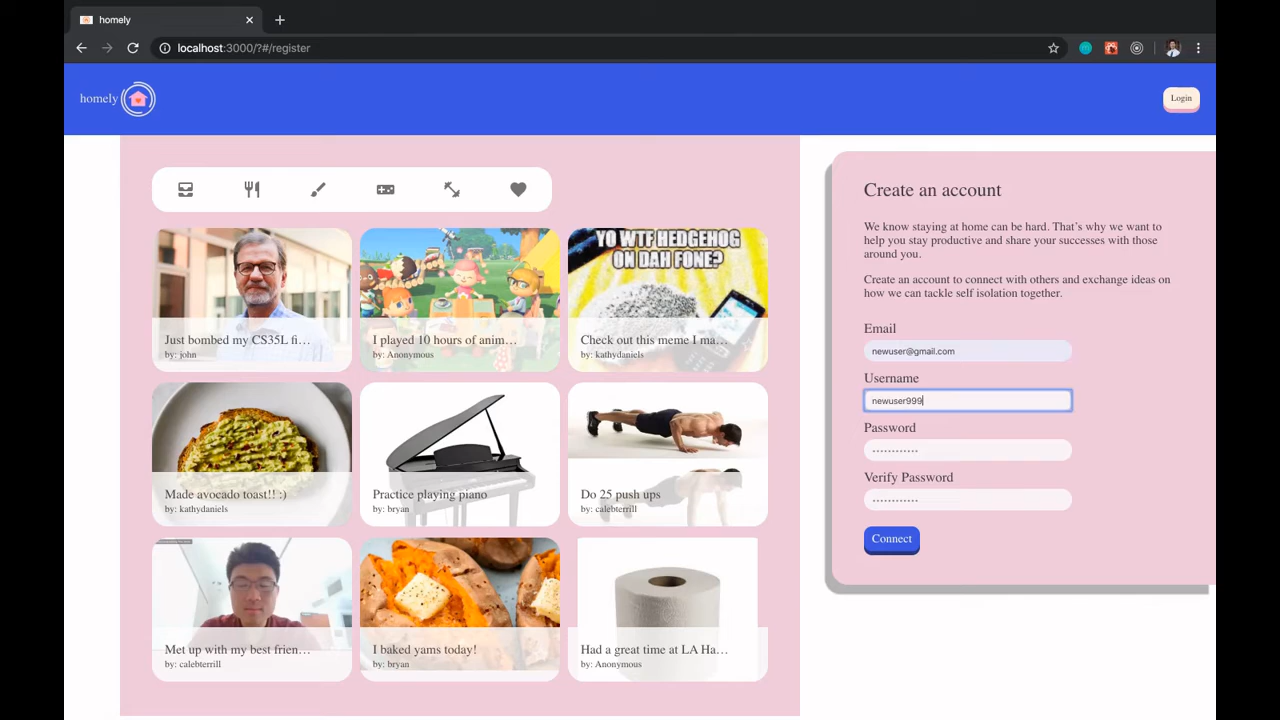 homely
localhost:3000/?#/register
homely
Login
Create an account
We know staying at home can be hard. That's why we want to
help you stay productive and share your successes with those
around you.
Create an account to connect with others and exchange ideas on
how we can tackle self isolation together.
Email
newuser@gmail.com
Username
newuser999
Password
············
Verify Password
············
Connect
YO WTF HEDGEHOG
ON DAH FONE?
Just bombed my CS35L fi…
by: john
I played 10 hours of anim…
by: Anonymous
Check out this meme I ma…
by: kathydaniels
Made avocado toast!! :)
by: kathydaniels
Practice playing piano
by: bryan
Do 25 push ups
by: calebterrill
Met up with my best frien…
by: calebterrill
I baked yams today!
by: bryan
Had a great time at LA Ha…
by: Anonymous